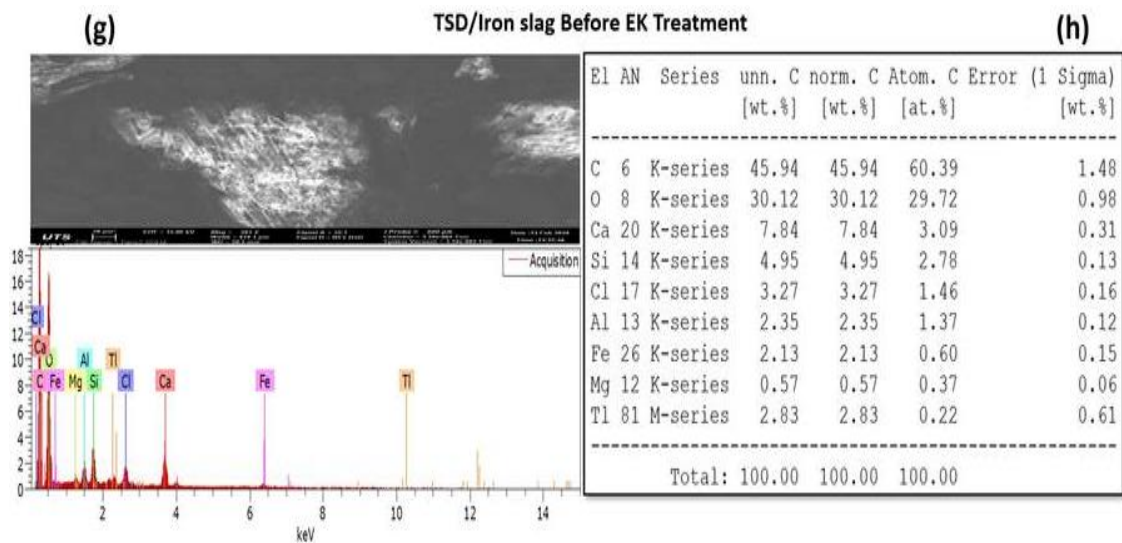 (g)
TSD/Iron slag Before EK Treatment
(h)
UTS
Acquisition
18
16
14
12
10
8
6
4
2
0
Cl
Ca
O
Al
Tl
C
Fe
Mg
Si
Cl
Ca
Fe
Tl
2 4 6 8 10 12 14
keV
El AN Series unn. C norm. C Atom. C Error (1 Sigma)
[wt.%] [wt.%] [at.%] [wt.%]
C 6 K-series 45.94 45.94 60.39 1.48
O 8 K-series 30.12 30.12 29.72 0.98
Ca 20 K-series 7.84 7.84 3.09 0.31
Si 14 K-series 4.95 4.95 2.78 0.13
Cl 17 K-series 3.27 3.27 1.46 0.16
Al 13 K-series 2.35 2.35 1.37 0.12
Fe 26 K-series 2.13 2.13 0.60 0.15
Mg 12 K-series 0.57 0.57 0.37 0.06
Tl 81 M-series 2.83 2.83 0.22 0.61
Total: 100.00 100.00 100.00